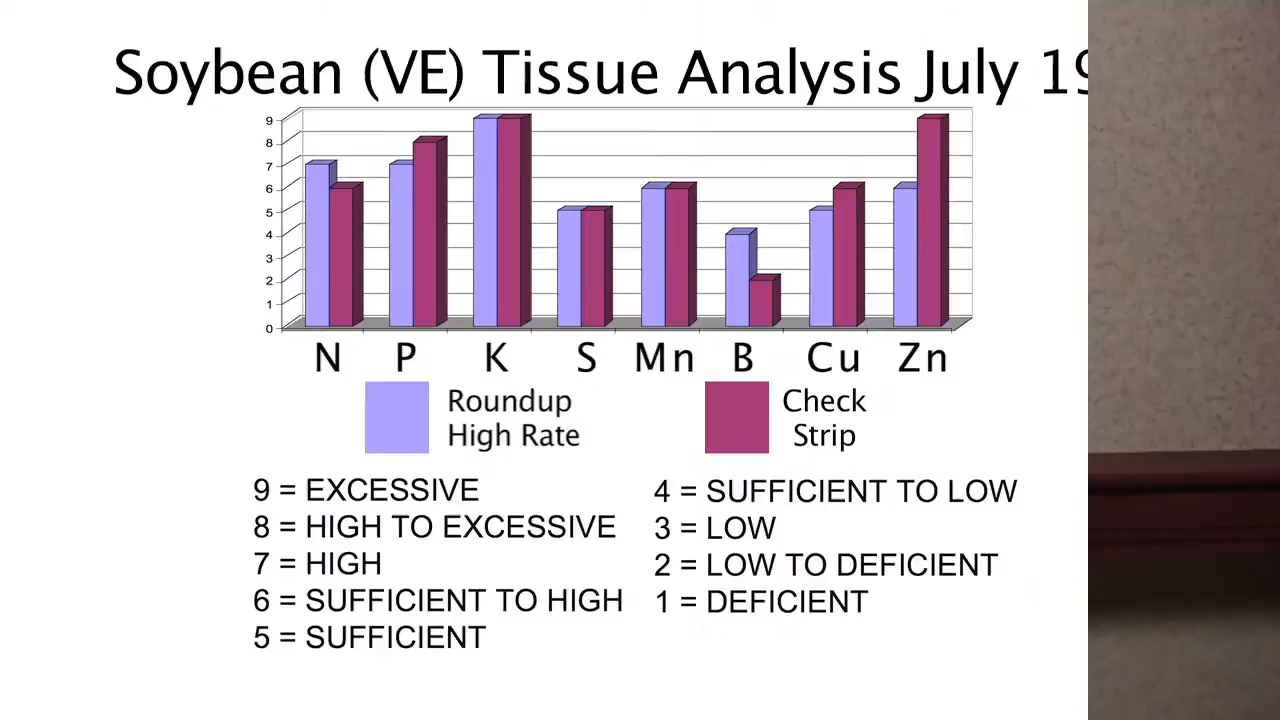 Soybean (VE) Tissue Analysis July 19
9
8
7
6
5
4
3
2
1
0
N P K S Mn B Cu Zn
Roundup
High Rate
Check
Strip
9 = EXCESSIVE
8 = HIGH TO EXCESSIVE
7 = HIGH
6 = SUFFICIENT TO HIGH
5 = SUFFICIENT
4 = SUFFICIENT TO LOW
3 = LOW
2 = LOW TO DEFICIENT
1 = DEFICIENT